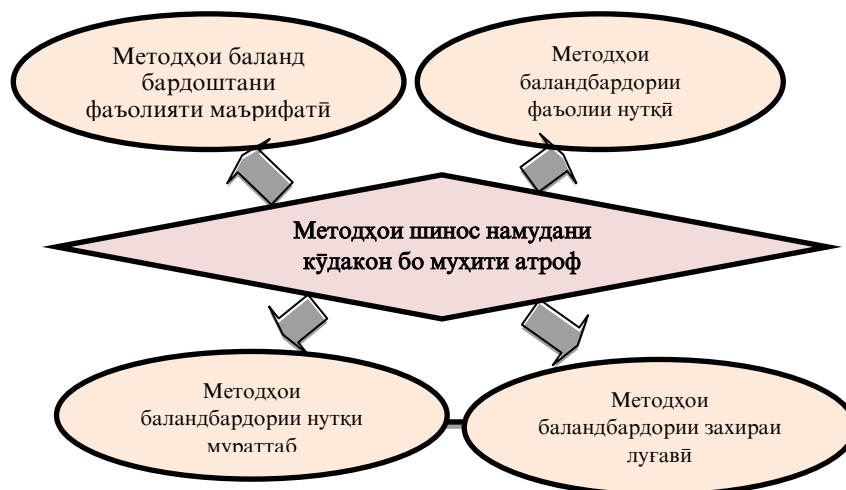 Методҳои баланд
бардоштани
фаъолияти маърифатӣ
Методҳои
баландбардории
фаъолии нутқӣ
Методҳои шинос намудани
кӯдакон бо муҳити атроф
Методҳои
баландбардории нутқи
мураттаб
Методҳои
баландбардории захираи
луғавӣ